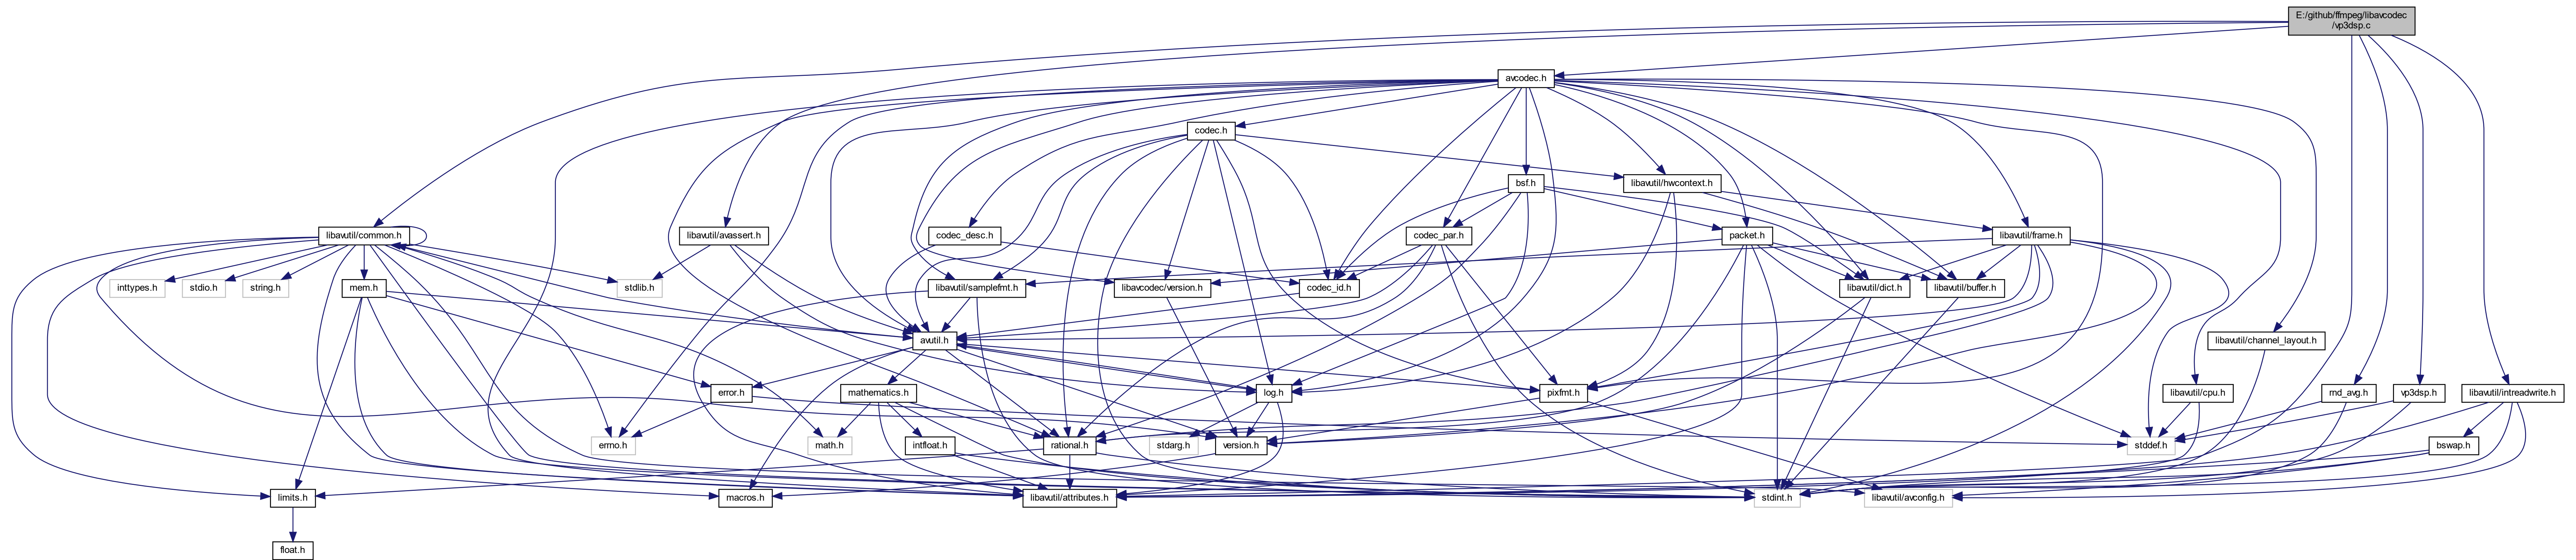 E:/github/ffmpeg/libavcodec
/vp3dsp.c
avcodec.h
codec.h
bsf.h
libavutil/hwcontext.h
libavutil/common.h
libavutil/avassert.h
codec_desc.h
codec_par.h
packet.h
libavutil/frame.h
inttypes.h
stdio.h
string.h
mem.h
stdlib.h
libavutil/samplefmt.h
libavcodec/version.h
codec_id.h
libavutil/dict.h
libavutil/buffer.h
avutil.h
libavutil/channel_layout.h
error.h
mathematics.h
log.h
pixfmt.h
libavutil/cpu.h
rnd_avg.h
vp3dsp.h
libavutil/intreadwrite.h
errno.h
math.h
intfloat.h
rational.h
stdarg.h
version.h
stddef.h
bswap.h
limits.h
macros.h
libavutil/attributes.h
stdint.h
libavutil/avconfig.h
float.h